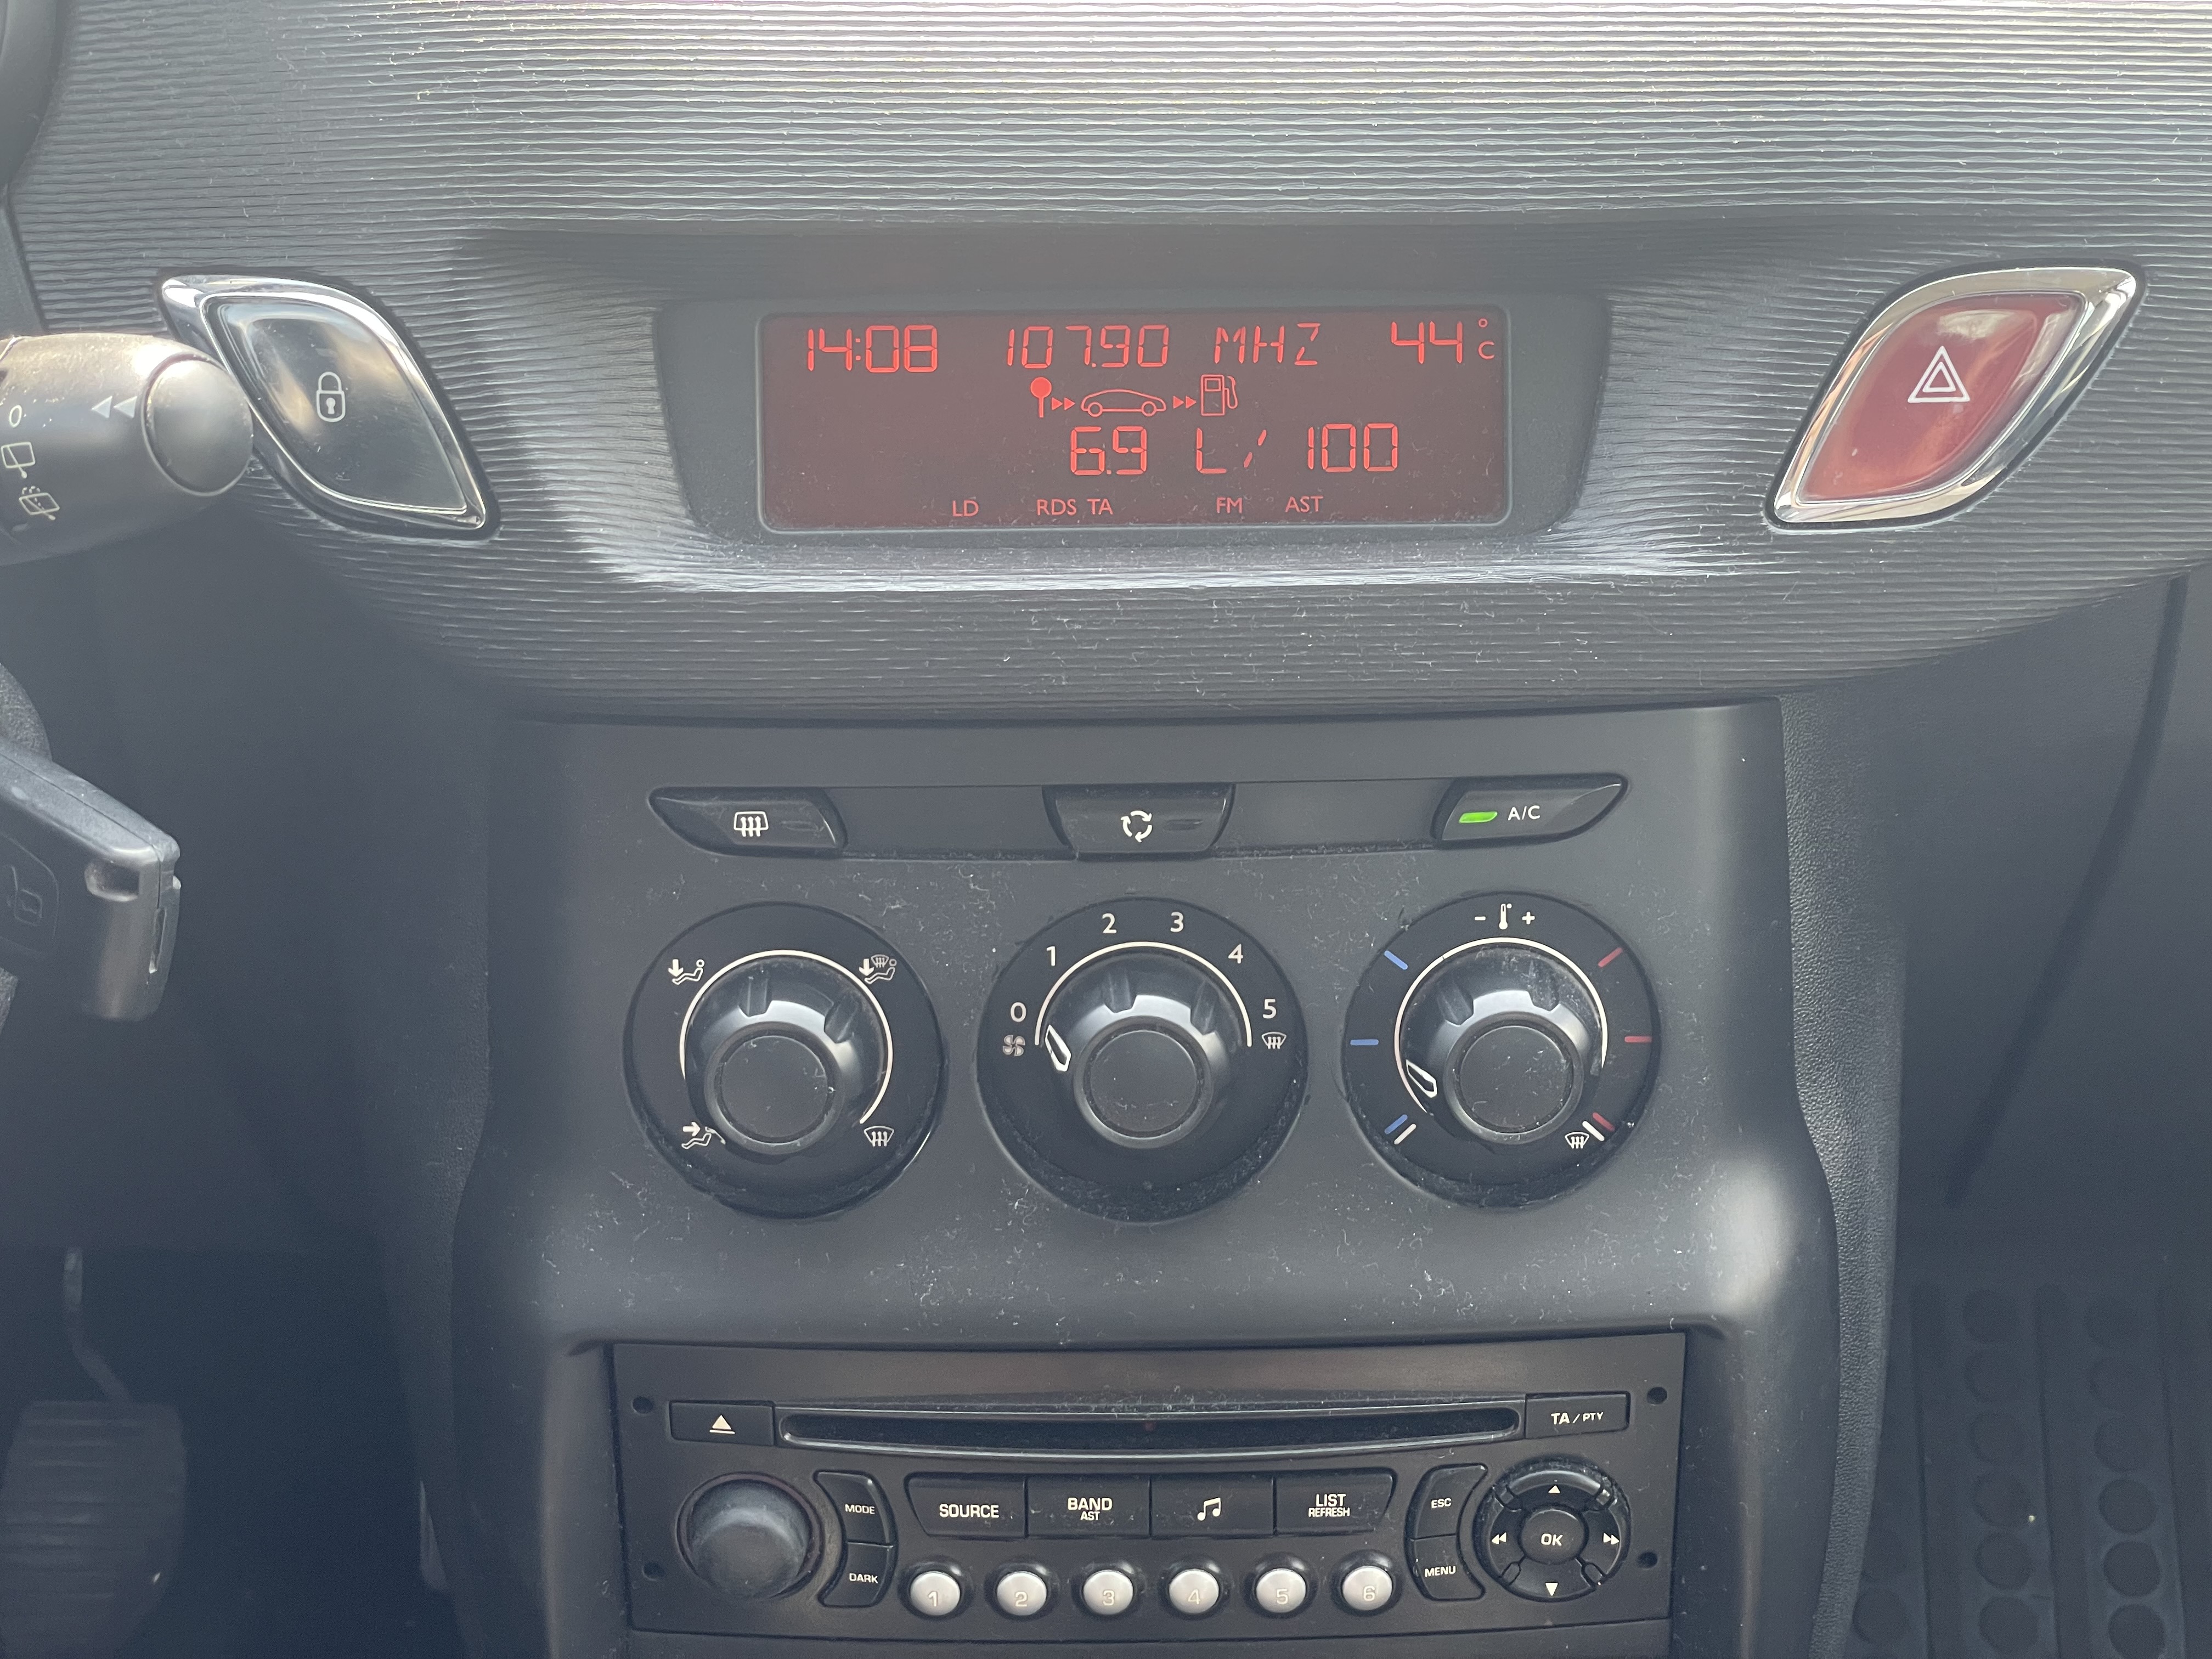 14:08 107.90 MHZ 44°C
6.9 L/100
LD RDS TA FM AST
0
A/C
0 1 2 3 4 5
- +
TA / PTY
MODE
SOURCE
BAND
AST
LIST
REFRESH
ESC
OK
DARK
MENU
1 2 3 4 5 6